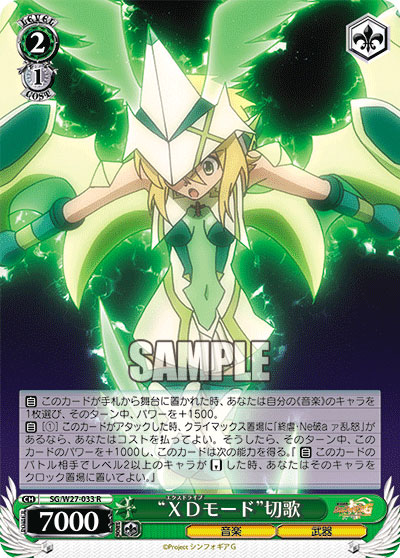 LEVEL
2
1
COST
SAMPLE
自 このカードが手札から舞台に置かれた時、あなたは自分の《音楽》のキャラを
1枚選び、そのターン中、パワーを＋1500。
自 [①] このカードがアタックした時、クライマックス置場に「終虐・Ne破aァ乱怒」が
あるなら、あなたはコストを払ってよい。そうしたら、そのターン中、この
カードのパワーを＋1000し、このカードは次の能力を得る。『自 このカードの
バトル相手でレベル2以上のキャラが【　】した時、あなたはそのキャラを
クロック置場に置いてよい。』
CH SG/W27-033 R
エクスドライブ
“ＸＤモード”切歌
7000
音楽
武器
©Project シンフォギアＧ